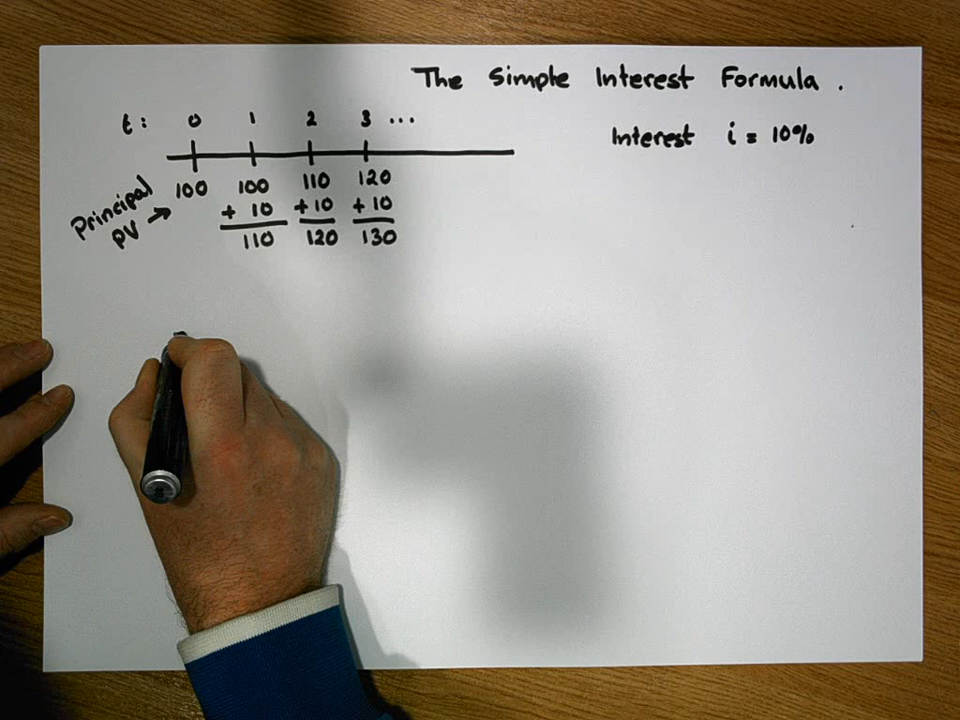 The Simple Interest Formula .
t: 0 1 2 3 ...
Interest i = 10%
Principal PV → 100 100 110 120
+ 10 + 10 + 10
110 120 130